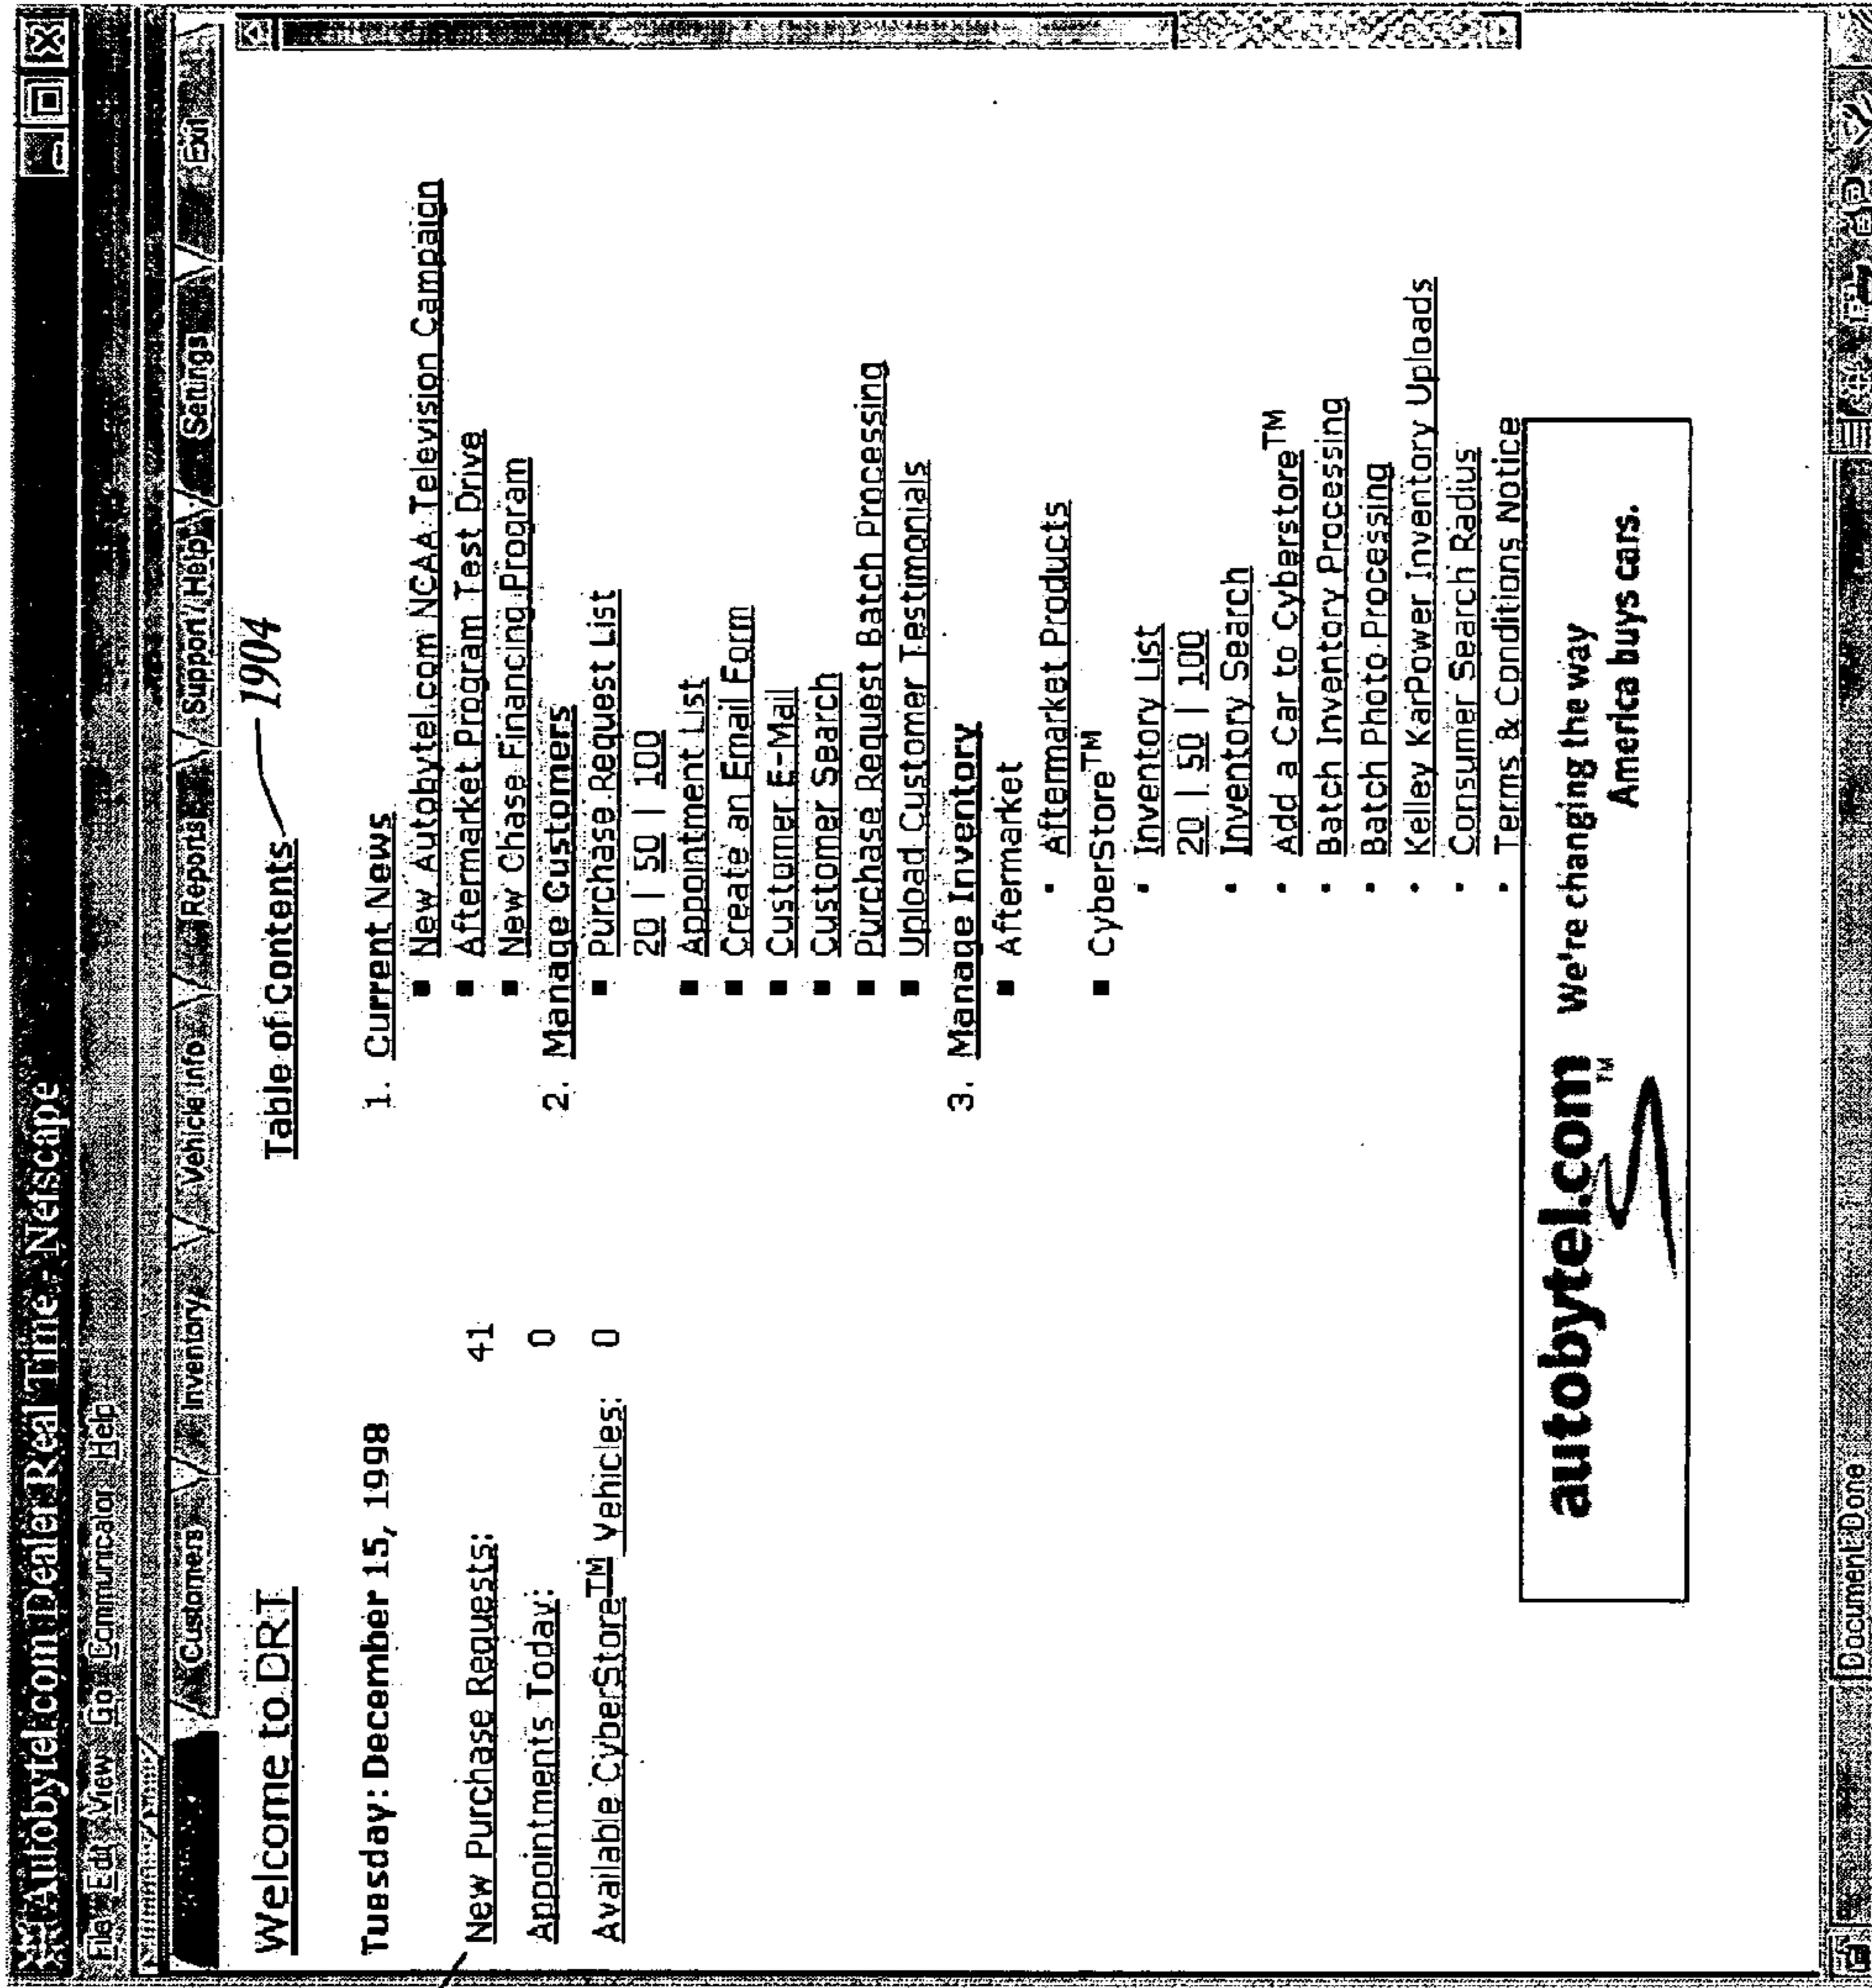 Autobytel.com Dealer Real Time - Netscape
File Edit View Go Communicator Help
Customers Inventory Vehicle Info Reports Support / Help Settings Exit
Welcome to DRT
Tuesday: December 15, 1998
New Purchase Requests: 41
Appointments Today: 0
Available CyberStore™ Vehicles: 0
Table of Contents 1904
1. Current News
▪ New Autobytel.com NCAA Television Campaign
▪ Aftermarket Program Test Drive
▪ New Chase Financing Program
2. Manage Customers
▪ Purchase Request List
20 | 50 | 100
▪ Appointment List
▪ Create an Email Form
▪ Customer E-Mail
▪ Customer Search
▪ Purchase Request Batch Processing
▪ Upload Customer Testimonials
3. Manage Inventory
▪ Aftermarket
• Aftermarket Products
▪ CyberStore™
• Inventory List
20 | 50 | 100
• Inventory Search
• Add a Car to Cyberstore™
• Batch Inventory Processing
• Batch Photo Processing
• Kelley KarPower Inventory Uploads
• Consumer Search Radius
• Terms & Conditions Notice
autobytel.com™ We're changing the way
America buys cars.
Document Done